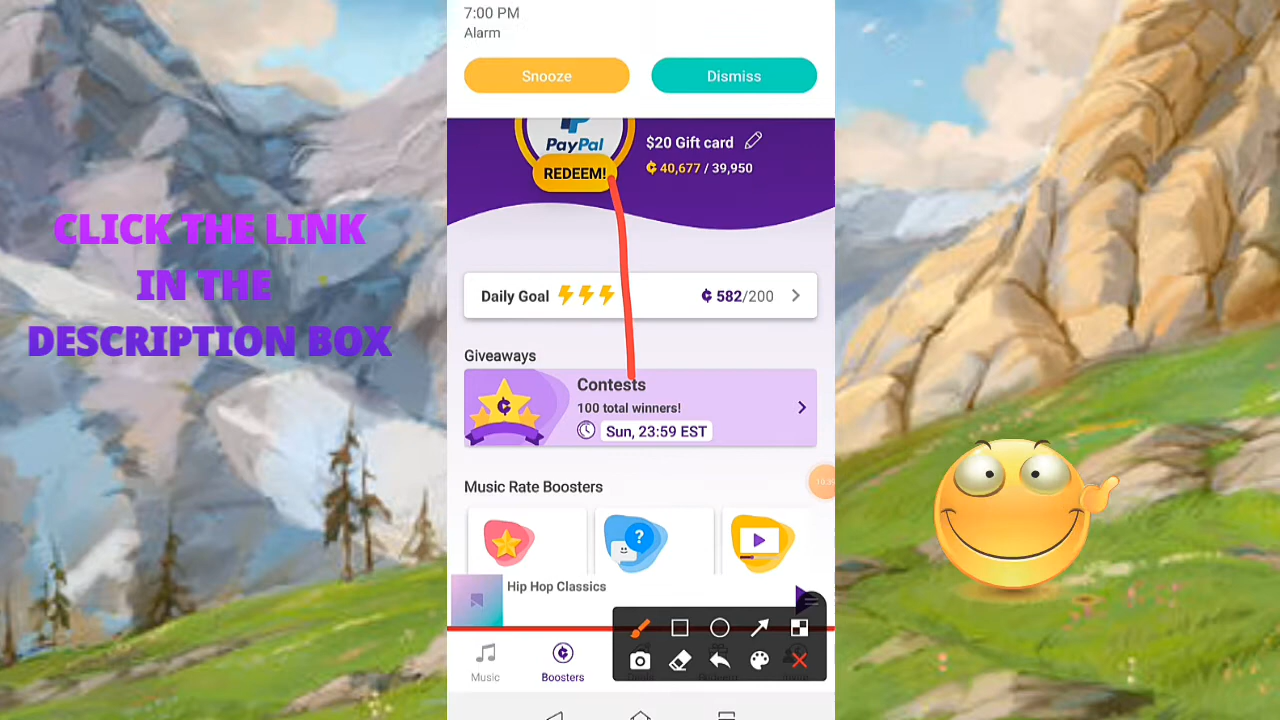 7:00 PM
Alarm
Snooze
Dismiss
PayPal
REDEEM!
$20 Gift card
40,677 / 39,950
CLICK THE LINK
IN THE
DESCRIPTION BOX
Daily Goal
582/200
Giveaways
Contests
100 total winners!
Sun, 23:59 EST
Music Rate Boosters
Hip Hop Classics
Music
Boosters